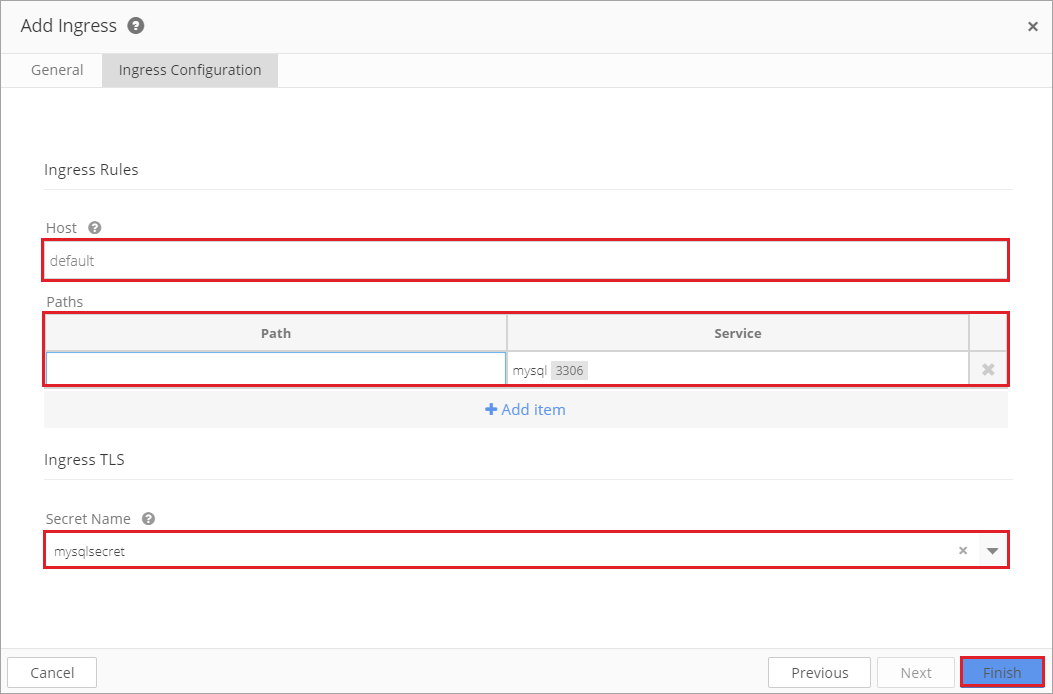 Add Ingress ?
×
General Ingress Configuration
Ingress Rules
Host ?
default
Paths
Path Service
mysql 3306
Add item
Ingress TLS
Secret Name ?
mysqlsecret
Cancel Previous Next Finish